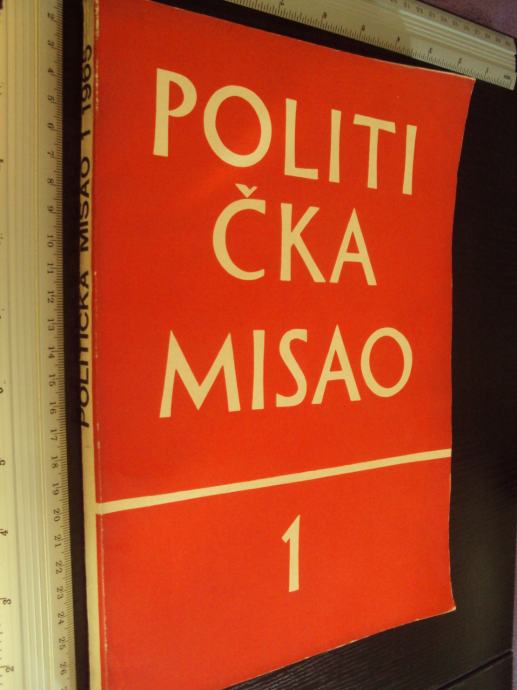 POLITI
ČKA
MISAO
1
POLITIČKA MISAO 1 1965